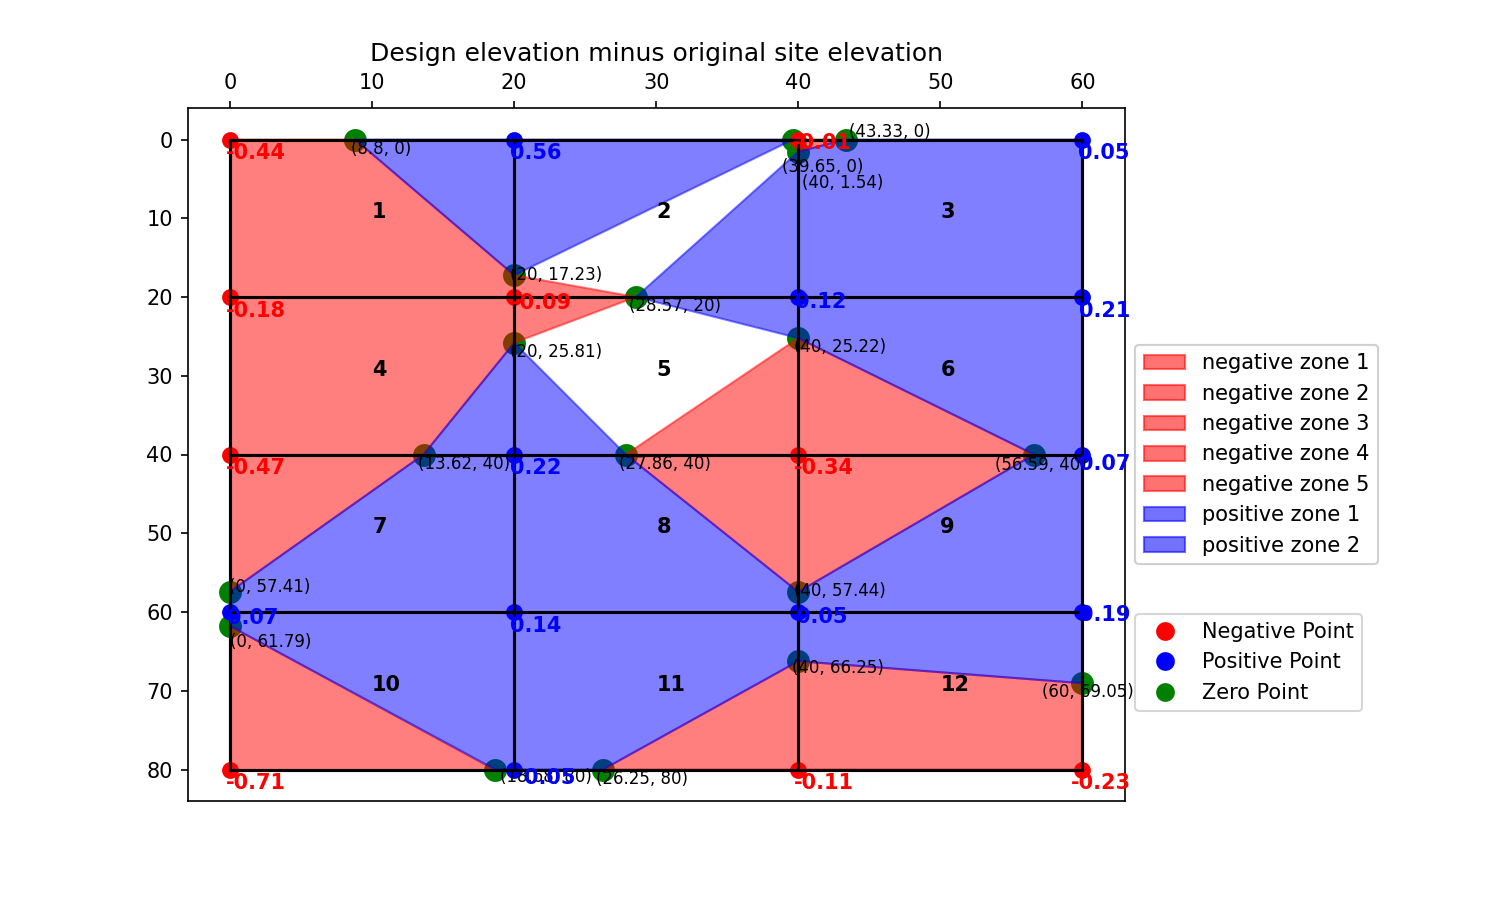 Design elevation minus original site elevation
0 10 20 30 40 50 60
0
(43.33, 0)
-0.44 (8.8, 0) 0.56 -0.01 0.05
(39.65, 0)
(40, 1.54)
10 1 2 3
(20, 17.23)
20 -0.18 -0.09 (28.57, 20) 0.12 0.21
(20, 25.81) (40, 25.22)
30 4 5 6
negative zone 1
negative zone 2
negative zone 3
negative zone 4
negative zone 5
positive zone 1
positive zone 2
40 -0.47 (13.62, 40) 0.22 (27.86, 40) -0.34 (56.59, 40) 0.07
50 7 8 9
(0, 57.41) (40, 57.44)
60 0.07 0.14 0.05 0.19
(0, 61.79) (40, 66.25)
Negative Point
Positive Point
Zero Point
70 10 11 12 (60, 69.05)
80 -0.71 (18.68, 80) 0.05 (26.25, 80) -0.11 -0.23